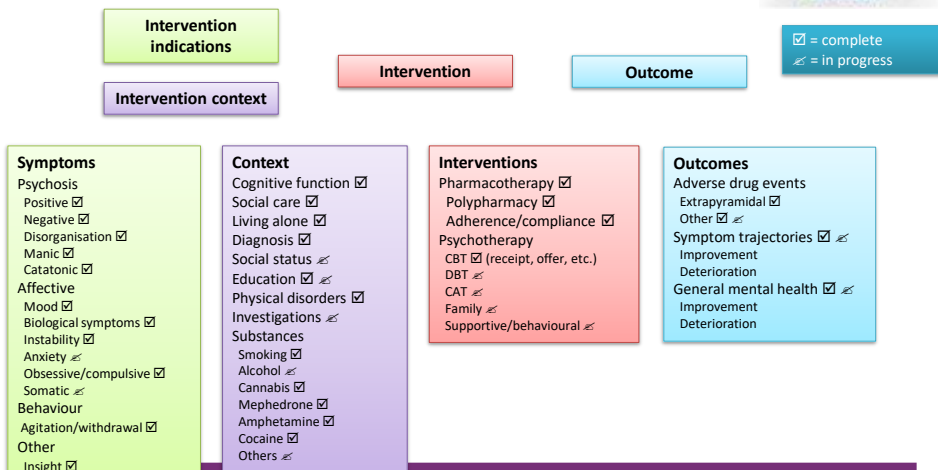 Intervention
indications
Intervention context
Intervention
Outcome
☑ = complete
✍ = in progress
Symptoms
Psychosis
Positive ☑
Negative ☑
Disorganisation ☑
Manic ☑
Catatonic ☑
Affective
Mood ☑
Biological symptoms ☑
Instability ☑
Anxiety ✍
Obsessive/compulsive ☑
Somatic ✍
Behaviour
Agitation/withdrawal ☑
Other
Insight ☑
Context
Cognitive function ☑
Social care ☑
Living alone ☑
Diagnosis ☑
Social status ✍
Education ☑ ✍
Physical disorders ☑
Investigations ✍
Substances
Smoking ☑
Alcohol ✍
Cannabis ☑
Mephedrone ☑
Amphetamine ☑
Cocaine ☑
Others ✍
Interventions
Pharmacotherapy ☑
Polypharmacy ☑
Adherence/compliance ☑
Psychotherapy
CBT ☑ (receipt, offer, etc.)
DBT ✍
CAT ✍
Family ✍
Supportive/behavioural ✍
Outcomes
Adverse drug events
Extrapyramidal ☑
Other ☑ ✍
Symptom trajectories ☑ ✍
Improvement
Deterioration
General mental health ☑ ✍
Improvement
Deterioration